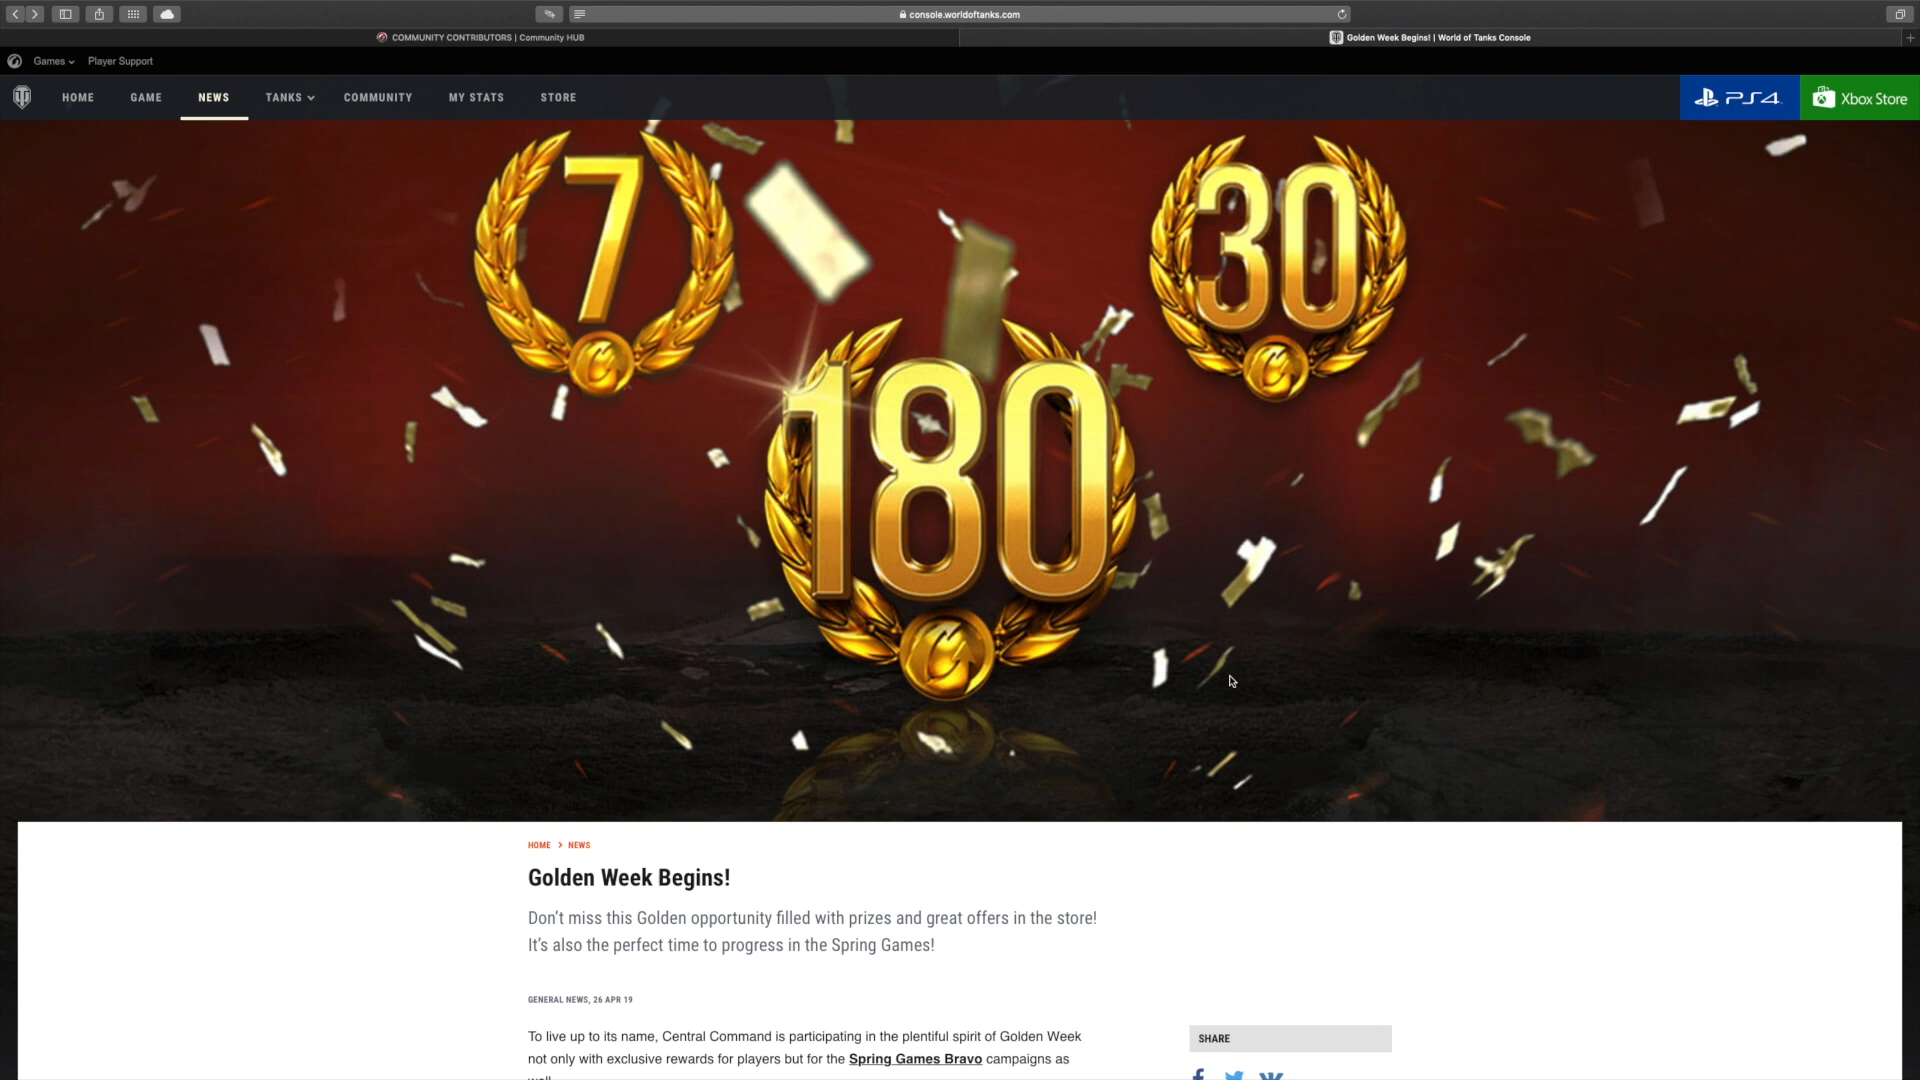 console.worldoftanks.com
COMMUNITY CONTRIBUTORS | Community HUB
Golden Week Begins! | World of Tanks Console
Games
Player Support
HOME
GAME
NEWS
TANKS
COMMUNITY
MY STATS
STORE
PS4
Xbox Store
7
30
180
HOME > NEWS
Golden Week Begins!
Don't miss this Golden opportunity filled with prizes and great offers in the store!
It's also the perfect time to progress in the Spring Games!
GENERAL NEWS, 26 APR 19
To live up to its name, Central Command is participating in the plentiful spirit of Golden Week
not only with exclusive rewards for players but for the Spring Games Bravo campaigns as
SHARE